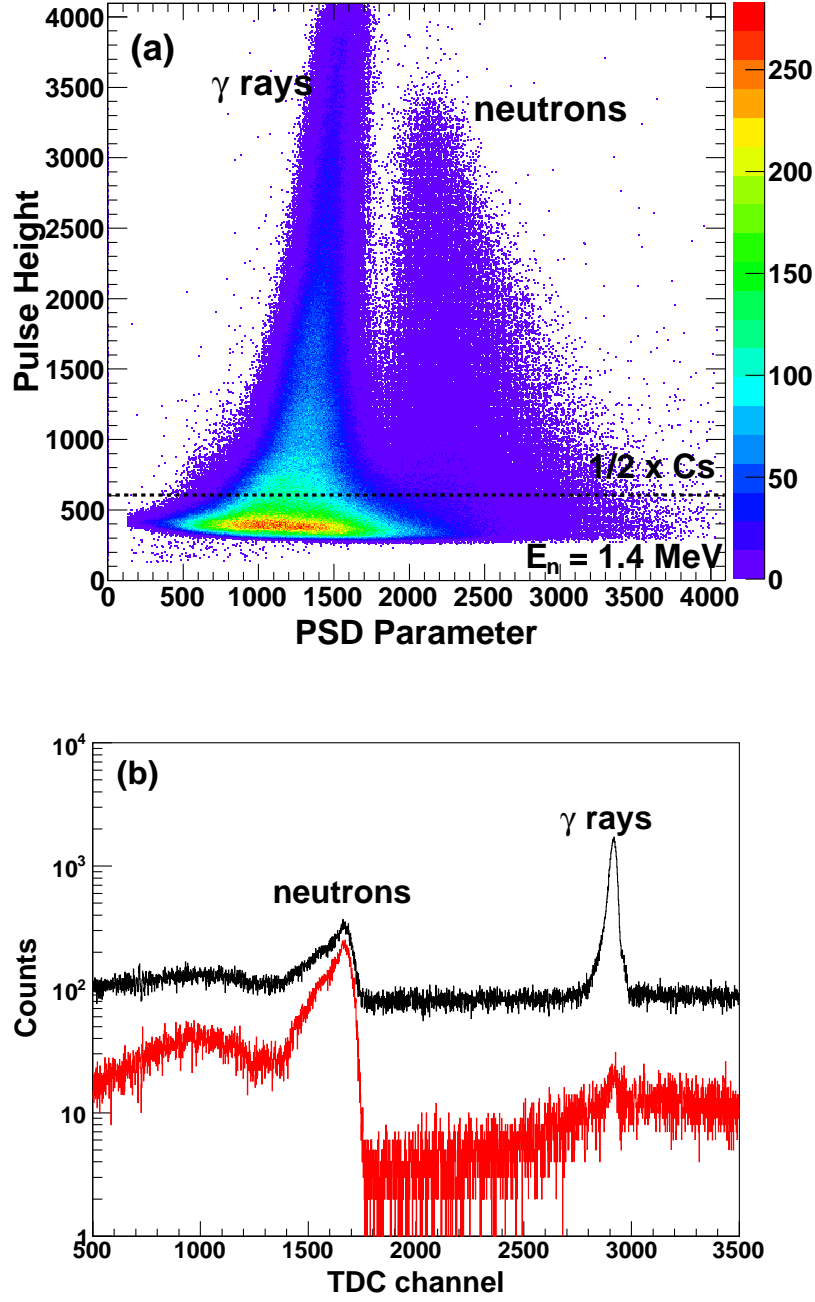 (a)
γ rays
neutrons
1/2 x Cs
Eₙ = 1.4 MeV
Pulse Height
4000
3500
3000
2500
2000
1500
1000
500
0
0 500 1000 1500 2000 2500 3000 3500 4000
PSD Parameter
250
200
150
100
50
0
(b)
γ rays
neutrons
Counts
10⁴
10³
10²
10
1
500 1000 1500 2000 2500 3000 3500
TDC channel